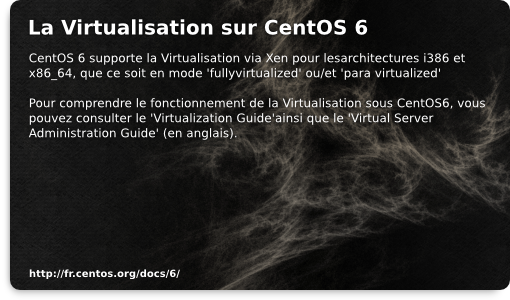 La Virtualisation sur CentOS 6
CentOS 6 supporte la Virtualisation via Xen pour lesarchitectures i386 et
x86_64, que ce soit en mode 'fullyvirtualized' ou/et 'para virtualized'
Pour comprendre le fonctionnement de la Virtualisation sous CentOS6, vous
pouvez consulter le 'Virtualization Guide'ainsi que le 'Virtual Server
Administration Guide' (en anglais).
http://fr.centos.org/docs/6/